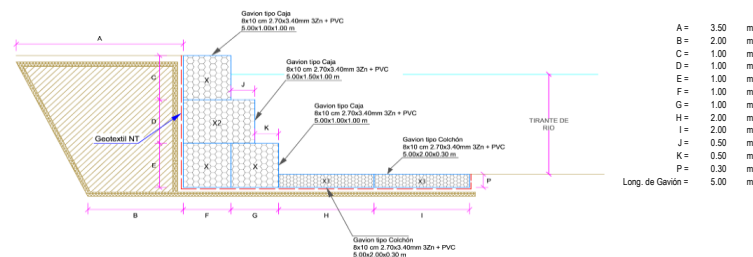 Gavion tipo Caja
8x10 cm 2.70x3.40mm 3Zn + PVC
5.00x1.00x1.00 m
A
Gavion tipo Caja
8x10 cm 2.70x3.40mm 3Zn + PVC
5.00x1.50x1.00 m
C
X
J
Gavion tipo Caja
8x10 cm 2.70x3.40mm 3Zn + PVC
5.00x1.00x1.00 m
D
X2
K
Geotextil NT
TIRANTE DE
RIO
Gavion tipo Colchón
8x10 cm 2.70x3.40mm 3Zn + PVC
5.00x2.00x0.30 m
E
X
X
P
B
F
G
H
I
Gavion tipo Colchón
8x10 cm 2.70x3.40mm 3Zn + PVC
5.00x2.00x0.30 m
A = 3.50 m
B = 2.00 m
C = 1.00 m
D = 1.00 m
E = 1.00 m
F = 1.00 m
G = 1.00 m
H = 2.00 m
I = 2.00 m
J = 0.50 m
K = 0.50 m
P = 0.30 m
Long. de Gavión = 5.00 m